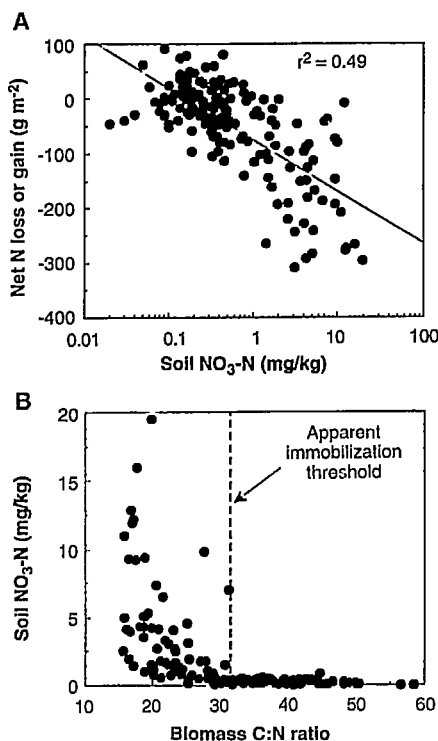 A
r² = 0.49
Net N loss or gain (g m⁻²)
100
0
-100
-200
-300
-400
0.01
0.1
1
10
100
Soil NO₃-N (mg/kg)
B
Apparent
immobilization
threshold
Soil NO₃-N (mg/kg)
20
15
10
5
0
10
20
30
40
50
60
Biomass C:N ratio